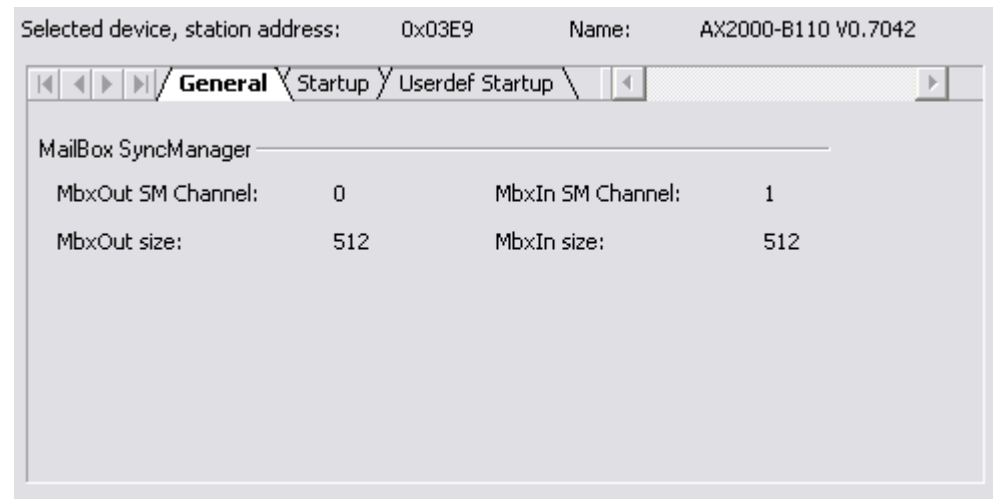 Selected device, station address: 0x03E9 Name: AX2000-B110 V0.7042
General Startup Userdef Startup
MailBox SyncManager
MbxOut SM Channel: 0 MbxIn SM Channel: 1
MbxOut size: 512 MbxIn size: 512